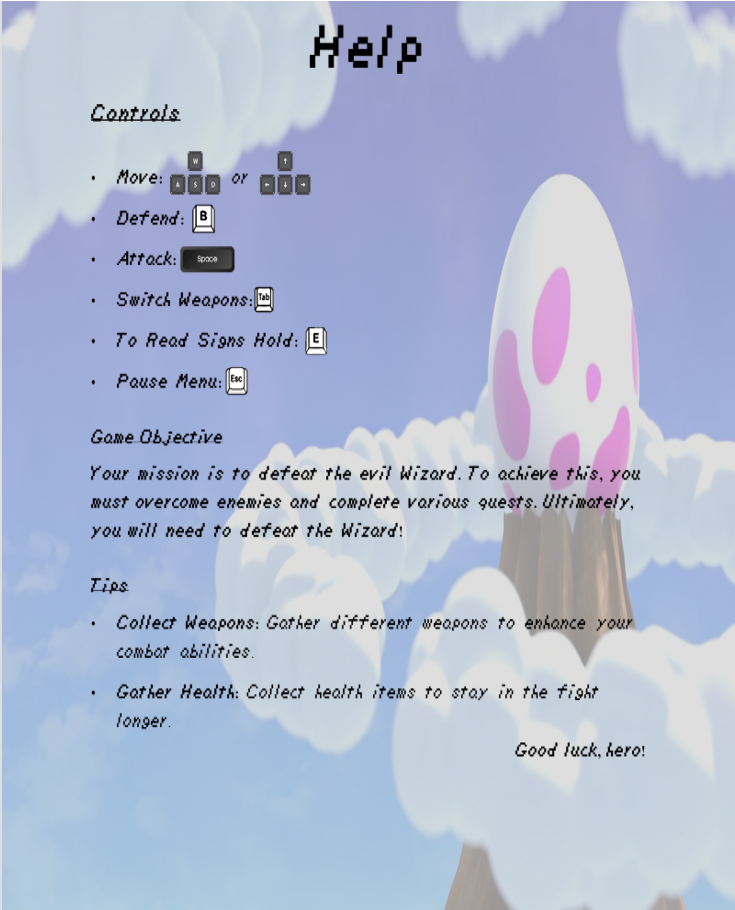 Help
Controls
• Move: W A S D or ↑ ← ↓ →
• Defend: B
• Attack: Space
• Switch Weapons: Tab
• To Read Signs Hold: E
• Pause Menu: Esc
Game Objective
Your mission is to defeat the evil Wizard. To achieve this, you
must overcome enemies and complete various quests. Ultimately,
you will need to defeat the Wizard!
Tips
• Collect Weapons: Gather different weapons to enhance your
combat abilities.
• Gather Health: Collect health items to stay in the fight
longer.
Good luck, hero!